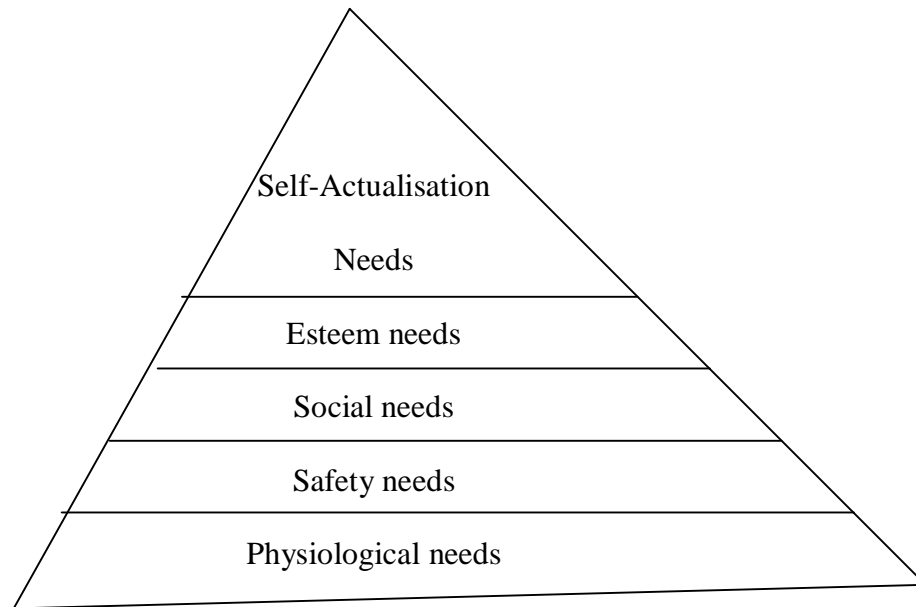 Self-Actualisation
Needs
Esteem needs
Social needs
Safety needs
Physiological needs